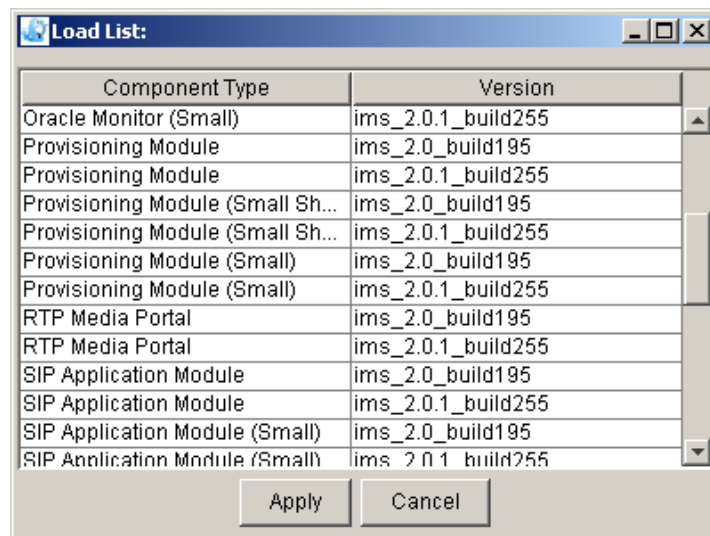 Load List:
Component Type Version
Oracle Monitor (Small) ims_2.0.1_build255
Provisioning Module ims_2.0_build195
Provisioning Module ims_2.0.1_build255
Provisioning Module (Small Sh... ims_2.0_build195
Provisioning Module (Small Sh... ims_2.0.1_build255
Provisioning Module (Small) ims_2.0_build195
Provisioning Module (Small) ims_2.0.1_build255
RTP Media Portal ims_2.0_build195
RTP Media Portal ims_2.0.1_build255
SIP Application Module ims_2.0_build195
SIP Application Module ims_2.0.1_build255
SIP Application Module (Small) ims_2.0_build195
SIP Application Module (Small) ims_2.0.1_build255
Apply Cancel